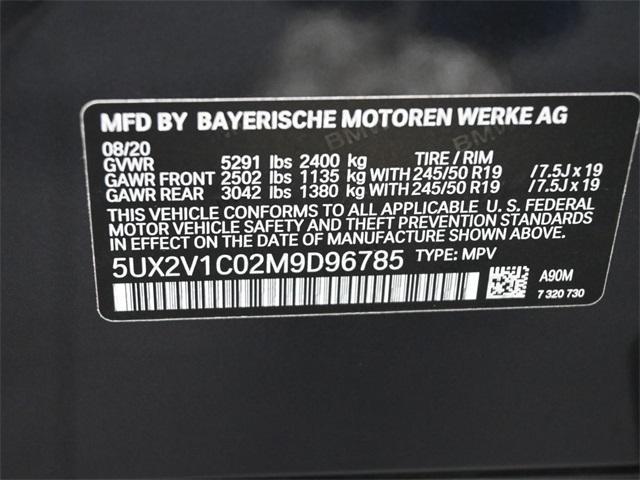 MFD BY BAYERISCHE MOTOREN WERKE AG
08/20
GVWR 5291 lbs 2400 kg TIRE / RIM
GAWR FRONT 2502 lbs 1135 kg WITH 245/50 R19 / 7.5J x 19
GAWR REAR 3042 lbs 1380 kg WITH 245/50 R19 / 7.5J x 19
THIS VEHICLE CONFORMS TO ALL APPLICABLE U. S. FEDERAL
MOTOR VEHICLE SAFETY AND THEFT PREVENTION STANDARDS
IN EFFECT ON THE DATE OF MANUFACTURE SHOWN ABOVE.
5UX2V1C02M9D96785 TYPE: MPV
A90M
7 320 730